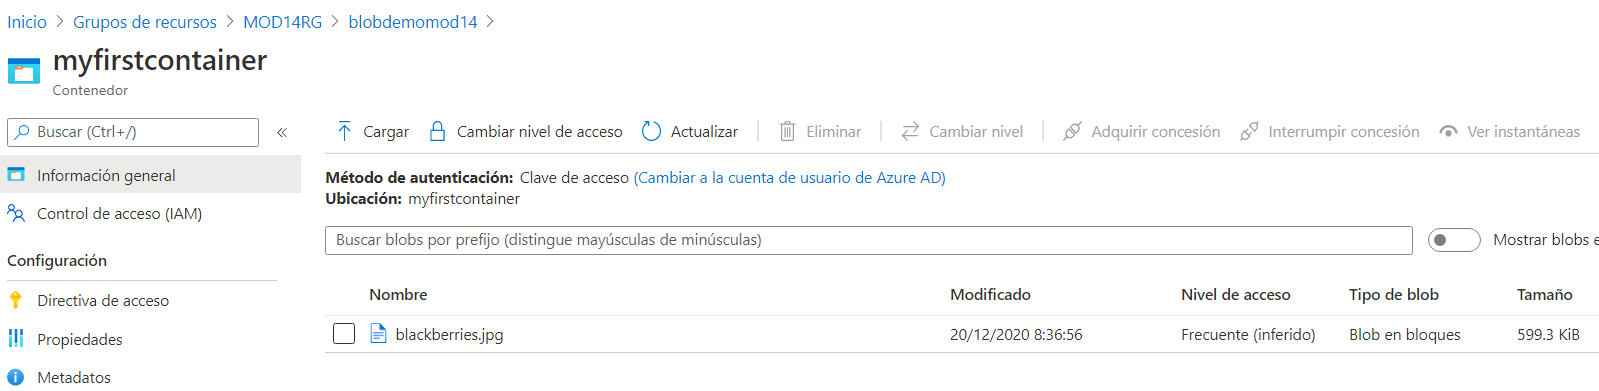 Inicio > Grupos de recursos > MOD14RG > blobdemomod14 >
myfirstcontainer
Contenedor
Buscar (Ctrl+/)
«
Cargar
Cambiar nivel de acceso
Actualizar
Eliminar
Cambiar nivel
Adquirir concesión
Interrumpir concesión
Ver instantáneas
Información general
Control de acceso (IAM)
Configuración
Directiva de acceso
Propiedades
Metadatos
Método de autenticación: Clave de acceso (Cambiar a la cuenta de usuario de Azure AD)
Ubicación: myfirstcontainer
Buscar blobs por prefijo (distingue mayúsculas de minúsculas)
Mostrar blobs e
Nombre Modificado Nivel de acceso Tipo de blob Tamaño
blackberries.jpg 20/12/2020 8:36:56 Frecuente (inferido) Blob en bloques 599.3 KiB